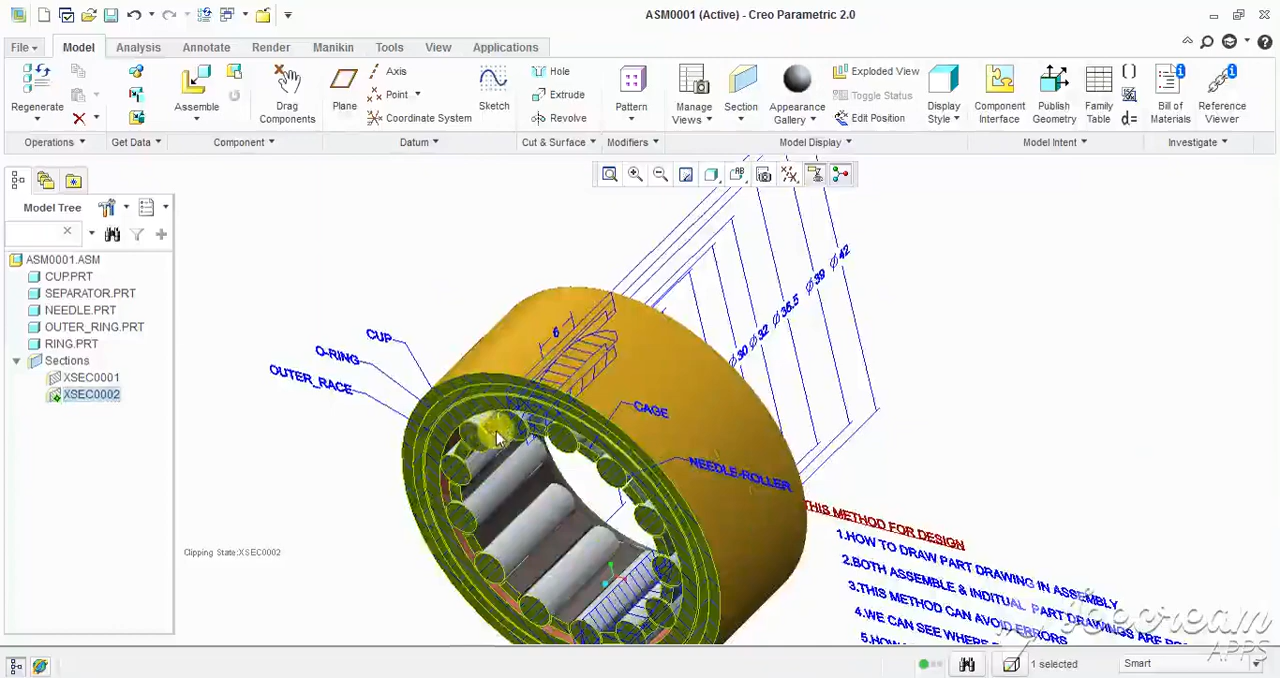 ASM0001 (Active) - Creo Parametric 2.0
File
Model
Analysis
Annotate
Render
Manikin
Tools
View
Applications
Regenerate
Assemble
Drag
Components
Plane
Axis
Point
Coordinate System
Sketch
Hole
Extrude
Revolve
Pattern
Manage
Views
Section
Appearance
Gallery
Exploded View
Toggle Status
Edit Position
Display
Style
Component
Interface
Publish
Geometry
Family
Table
Bill of
Materials
Reference
Viewer
Operations
Get Data
Component
Datum
Cut & Surface
Modifiers
Model Display
Model Intent
Investigate
Model Tree
ASM0001.ASM
CUP.PRT
SEPARATOR.PRT
NEEDLE.PRT
OUTER_RING.PRT
RING.PRT
Sections
XSEC0001
XSEC0002
Clipping State:XSEC0002
CUP
O-RING
OUTER_RACE
6
CAGE
NEEDLE-ROLLER
Ø30
Ø32
Ø36.5
Ø39
Ø42
THIS METHOD FOR DESIGN
1.HOW TO DRAW PART DRAWING IN ASSEMBLY
2.BOTH ASSEMBLE & INDITUAL PART DRAWINGS ARE
3.THIS METHOD CAN AVOID ERRORS
4.WE CAN SEE WHERE
Icecream
APPS
1 selected
Smart